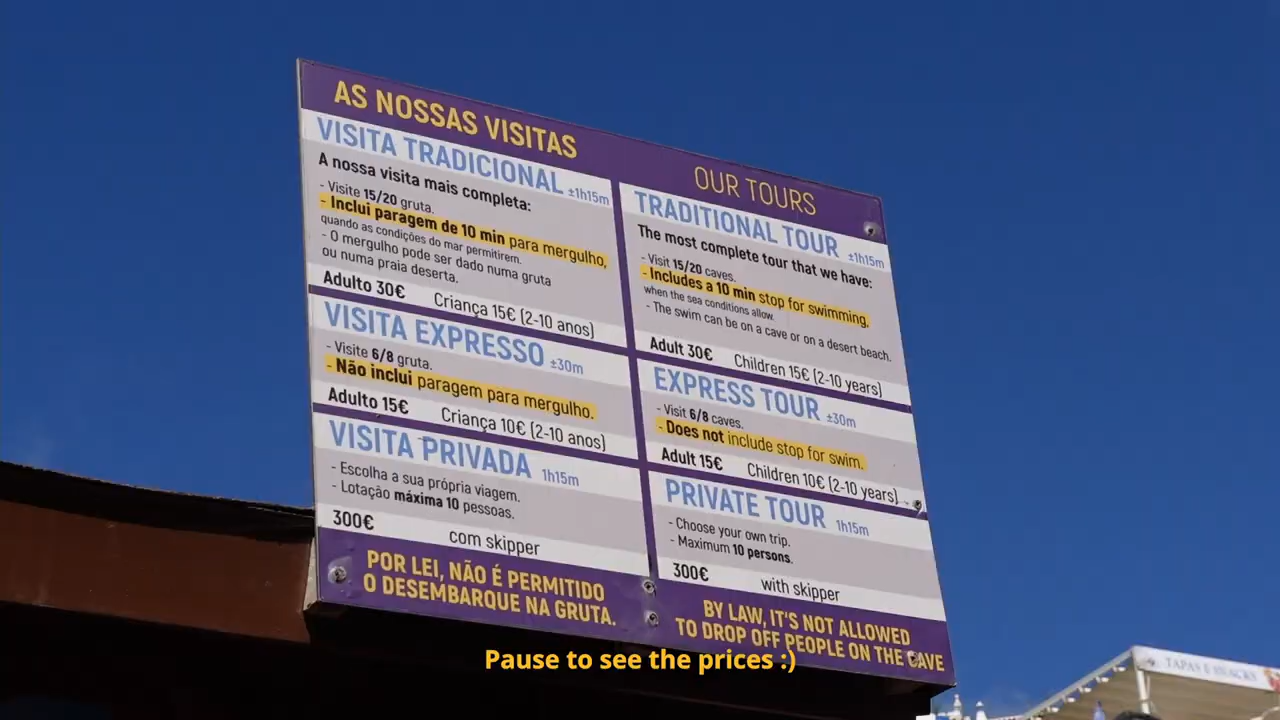 AS NOSSAS VISITAS
VISITA TRADICIONAL ±1h15m
A nossa visita mais completa:
- Visite 15/20 gruta.
- Inclui paragem de 10 min para mergulho,
quando as condições do mar permitirem.
- O mergulho pode ser dado numa gruta
ou numa praia deserta.
Adulto 30€ Criança 15€ (2-10 anos)
VISITA EXPRESSO ±30m
- Visite 6/8 gruta.
- Não inclui paragem para mergulho.
Adulto 15€ Criança 10€ (2-10 anos)
VISITA PRIVADA 1h15m
- Escolha a sua própria viagem.
- Lotação máxima 10 pessoas.
300€ com skipper
POR LEI, NÃO É PERMITIDO
O DESEMBARQUE NA GRUTA.
OUR TOURS
TRADITIONAL TOUR ±1h15m
The most complete tour that we have:
- Visit 15/20 caves.
- Includes a 10 min stop for swimming,
when the sea conditions allow.
- The swim can be on a cave or on a desert beach.
Adult 30€ Children 15€ (2-10 years)
EXPRESS TOUR ±30m
- Visit 6/8 caves.
- Does not include stop for swim.
Adult 15€ Children 10€ (2-10 years)
PRIVATE TOUR 1h15m
- Choose your own trip.
- Maximum 10 persons.
300€ with skipper
BY LAW, IT'S NOT ALLOWED
TO DROP OFF PEOPLE ON THE CAVE
Pause to see the prices :)
TAPAS E SNACKS